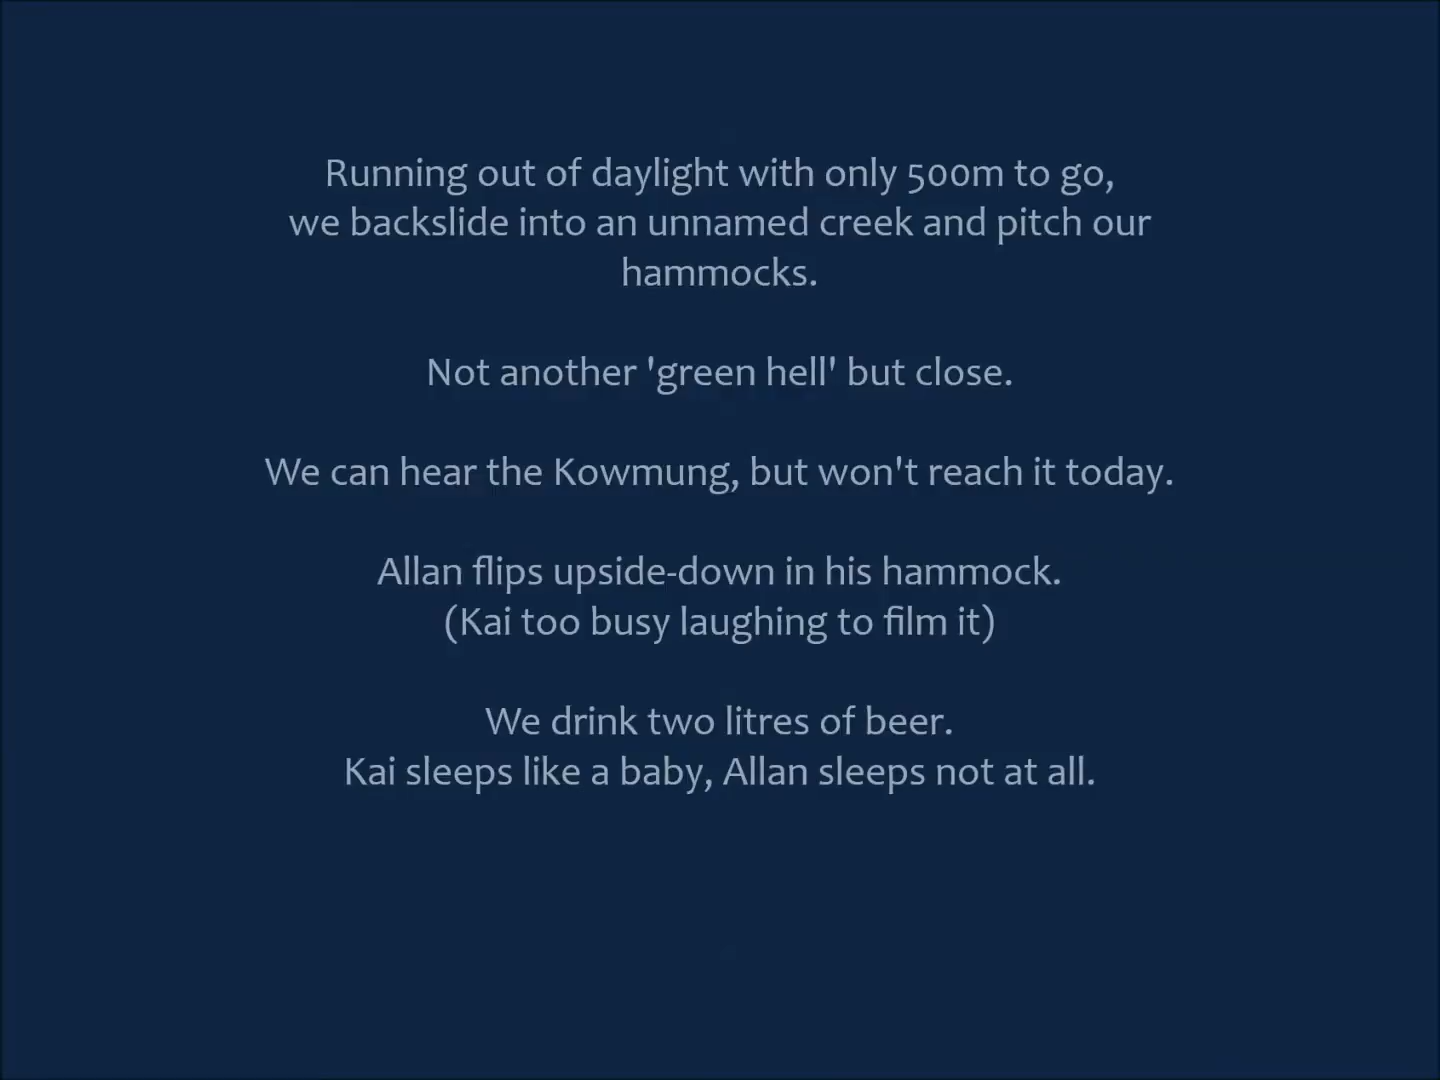 Running out of daylight with only 500m to go,
we backslide into an unnamed creek and pitch our
hammocks.
Not another 'green hell' but close.
We can hear the Kowmung, but won't reach it today.
Allan flips upside-down in his hammock.
(Kai too busy laughing to film it)
We drink two litres of beer.
Kai sleeps like a baby, Allan sleeps not at all.